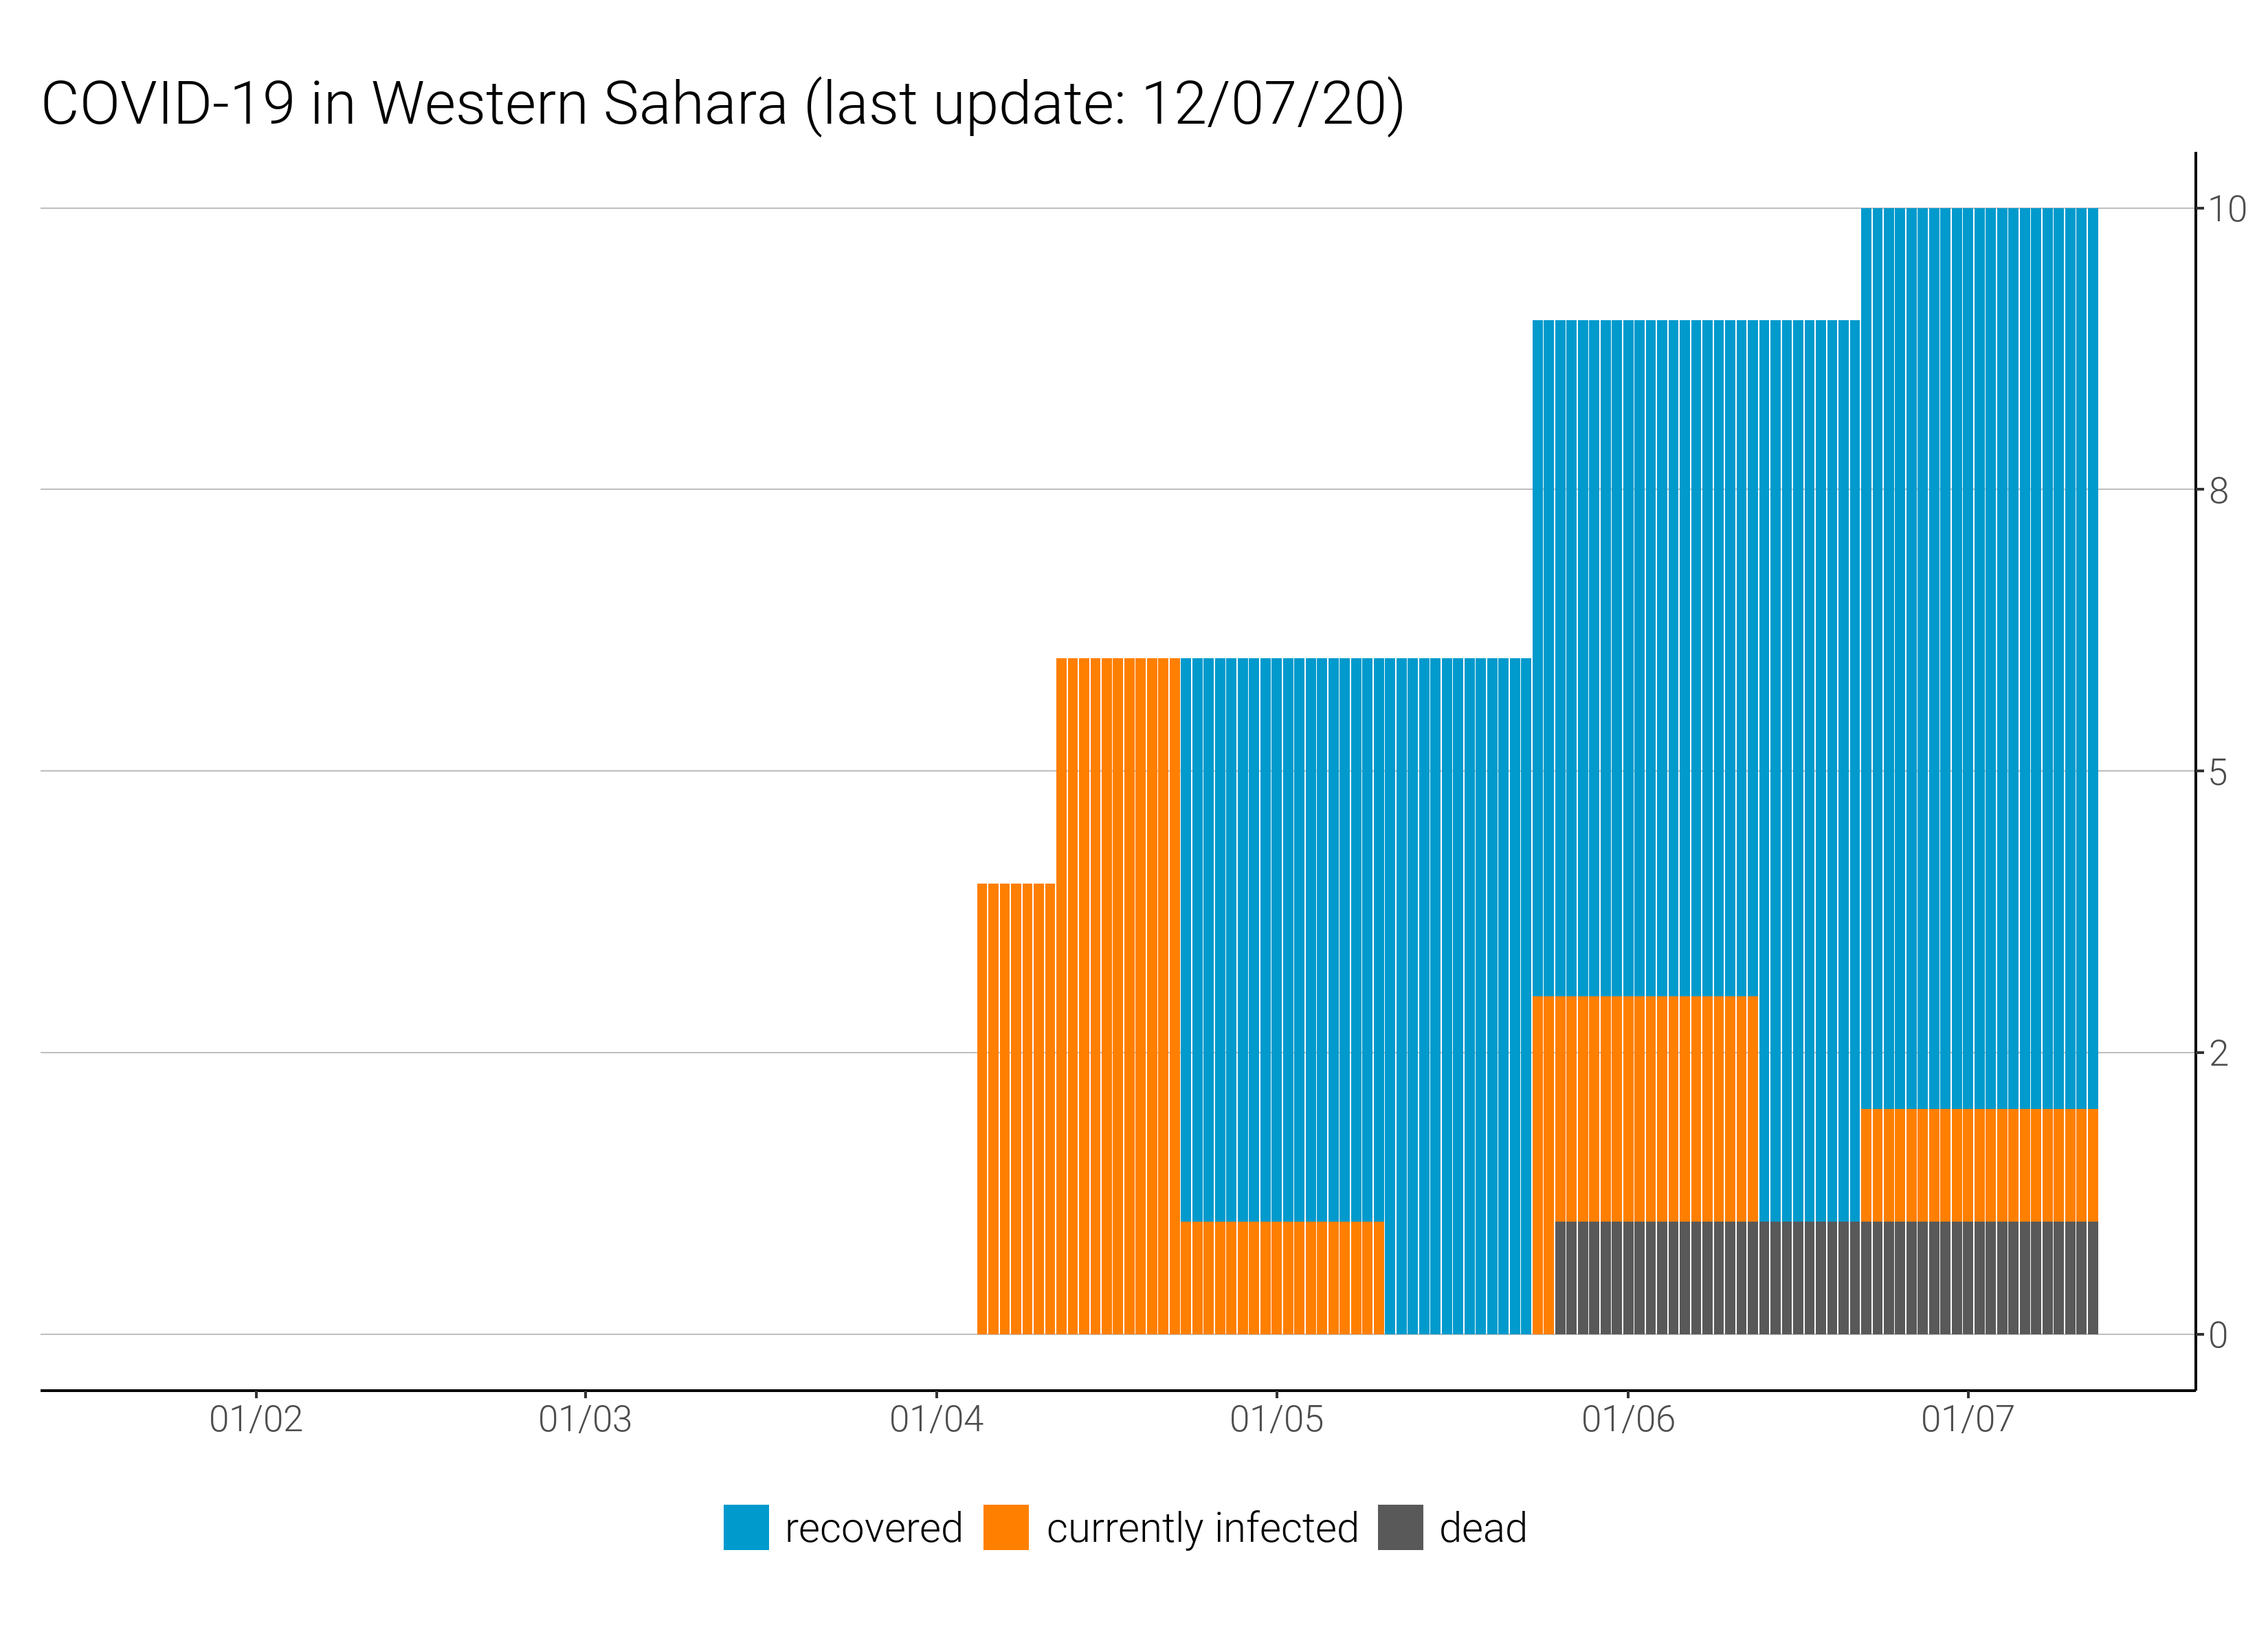 COVID-19 in Western Sahara (last update: 12/07/20)
10
8
5
2
0
01/02 01/03 01/04 01/05 01/06 01/07
recovered currently infected dead